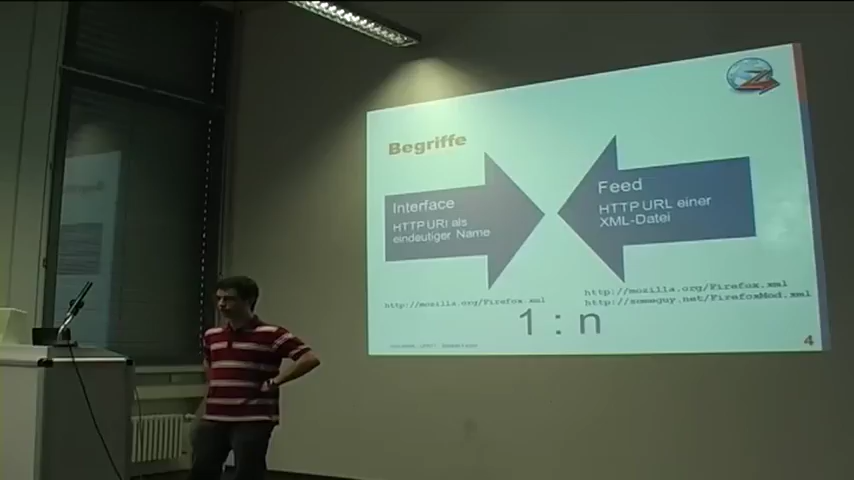 Begriffe
Interface
HTTP URI als
eindeutiger Name
Feed
HTTP URL einer
XML-Datei
http://mozilla.org/Firefox.xml
http://mozilla.org/Firefox.xml
http://someguy.net/FirefoxMod.xml
1 : n
4